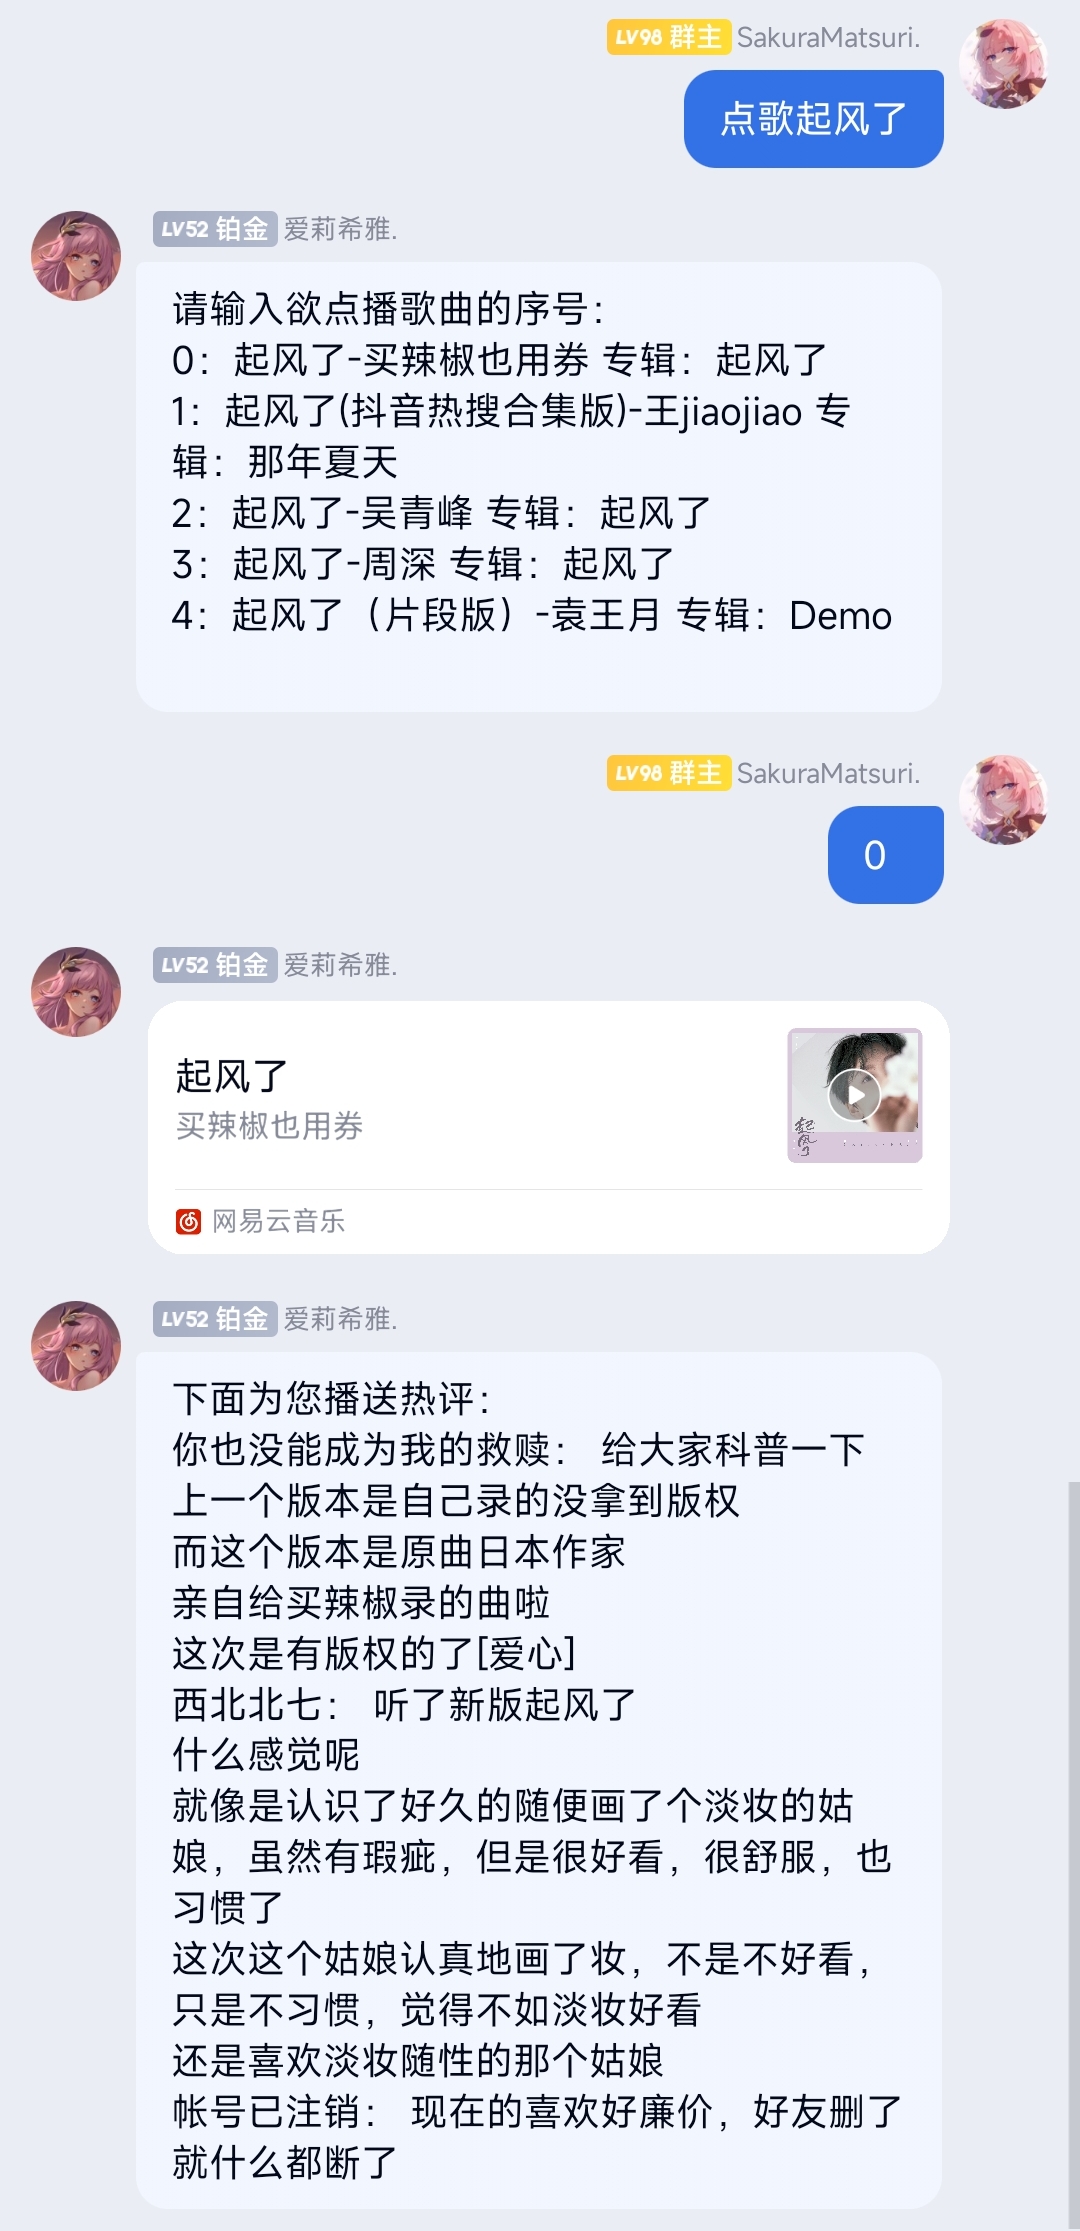 LV98 群主 SakuraMatsuri.
点歌起风了
LV52 铂金 爱莉希雅.
请输入欲点播歌曲的序号：
0：起风了-买辣椒也用券 专辑：起风了
1：起风了(抖音热搜合集版)-王jiaojiao 专
辑：那年夏天
2：起风了-吴青峰 专辑：起风了
3：起风了-周深 专辑：起风了
4：起风了（片段版）-袁王月 专辑：Demo
LV98 群主 SakuraMatsuri.
0
LV52 铂金 爱莉希雅.
起风了
买辣椒也用券
起风了
网易云音乐
LV52 铂金 爱莉希雅.
下面为您播送热评：
你也没能成为我的救赎： 给大家科普一下
上一个版本是自己录的没拿到版权
而这个版本是原曲日本作家
亲自给买辣椒录的曲啦
这次是有版权的了[爱心]
西北北七： 听了新版起风了
什么感觉呢
就像是认识了好久的随便画了个淡妆的姑
娘，虽然有瑕疵，但是很好看，很舒服，也
习惯了
这次这个姑娘认真地画了妆，不是不好看，
只是不习惯，觉得不如淡妆好看
还是喜欢淡妆随性的那个姑娘
帐号已注销： 现在的喜欢好廉价，好友删了
就什么都断了